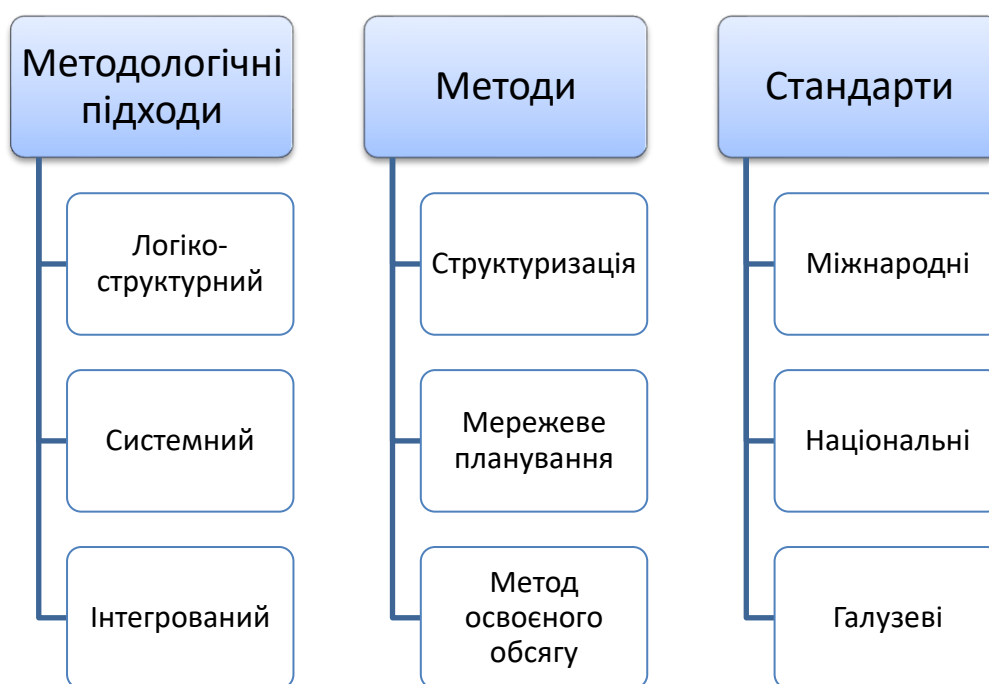 Методологічні
підходи
Логіко-
структурний
Системний
Інтегрований
Методи
Структуризація
Мережеве
планування
Метод
освоєного
обсягу
Стандарти
Міжнародні
Національні
Галузеві